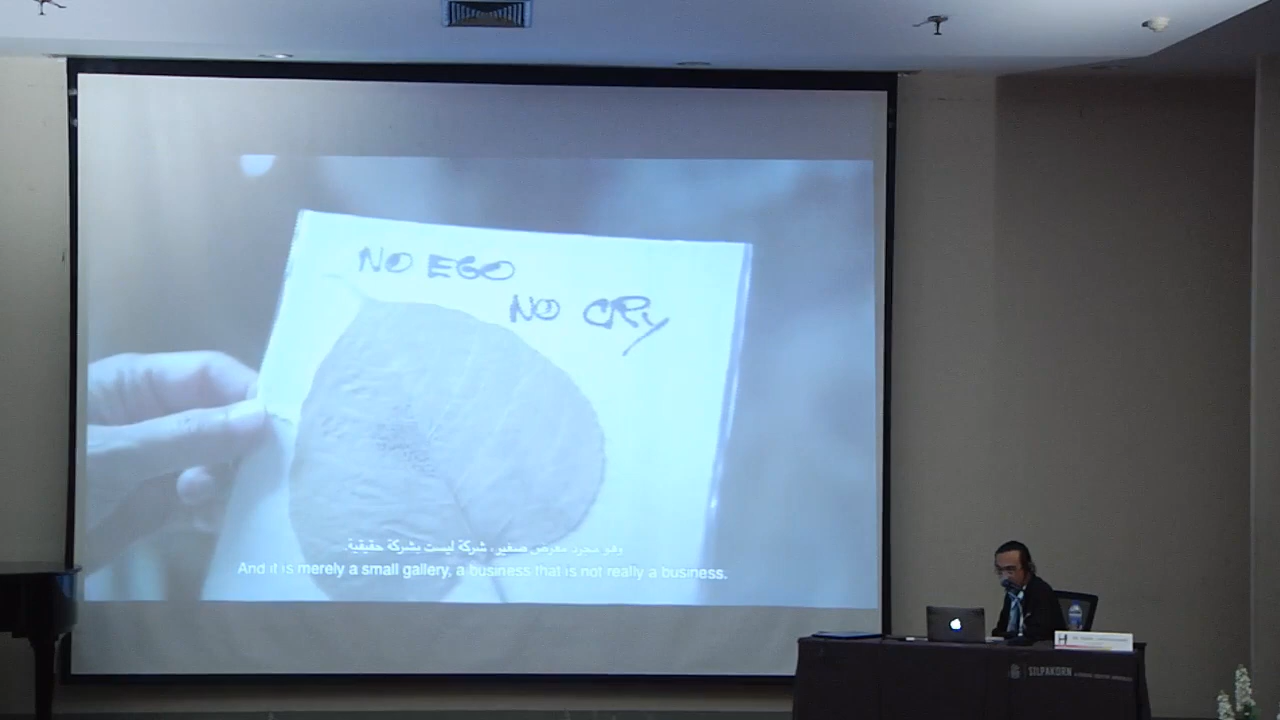 NO EGO
NO CRY
وهو مجرد معرض صغير، شركة ليست بشركة حقيقية.
And it is merely a small gallery, a business that is not really a business.
SILPAKORN